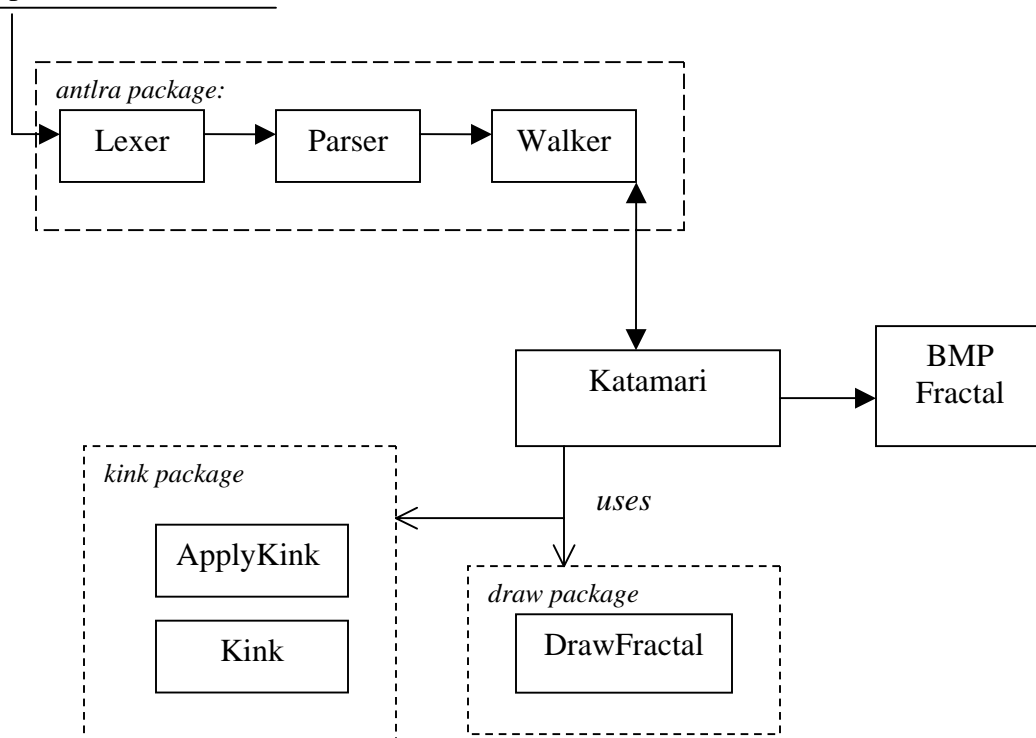 antlra package:
Lexer
Parser
Walker
Katamari
BMP
Fractal
kink package
uses
ApplyKink
draw package
Kink
DrawFractal